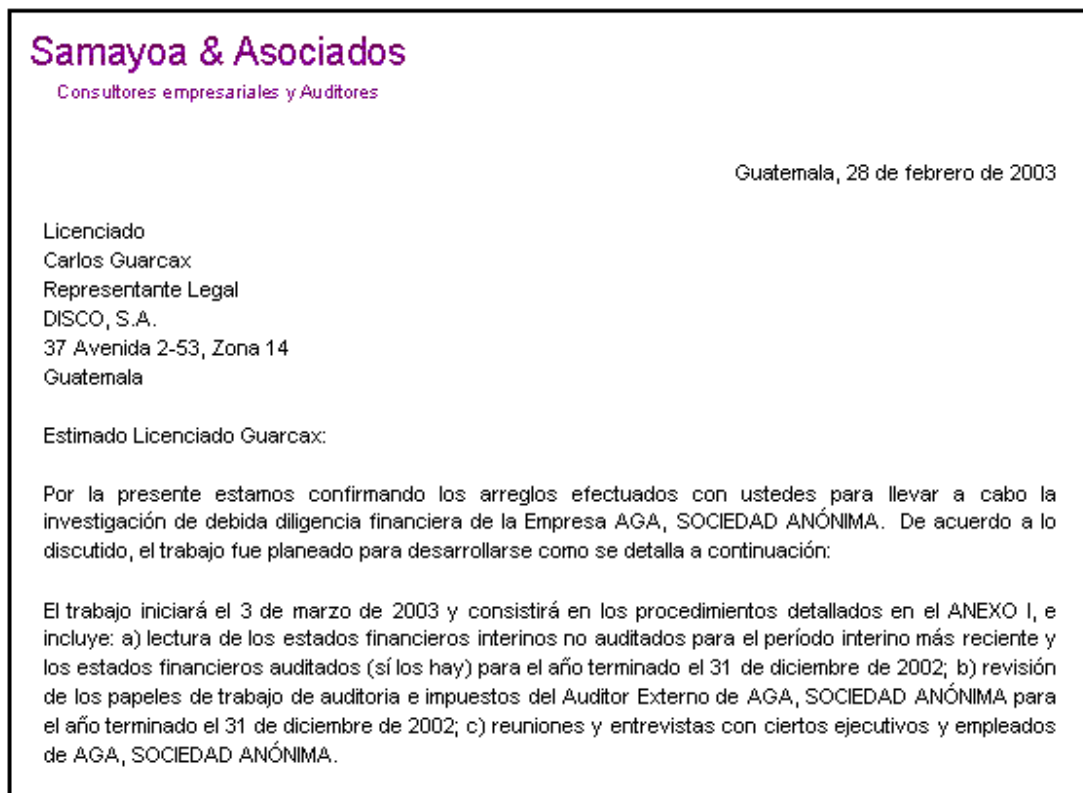 Samayoa & Asociados
Consultores empresariales y Auditores
Guatemala, 28 de febrero de 2003
Licenciado
Carlos Guarcax
Representante Legal
DISCO, S.A.
37 Avenida 2-53, Zona 14
Guatemala
Estimado Licenciado Guarcax:
Por la presente estamos confirmando los arreglos efectuados con ustedes para llevar a cabo la
investigación de debida diligencia financiera de la Empresa AGA, SOCIEDAD ANÓNIMA. De acuerdo a lo
discutido, el trabajo fue planeado para desarrollarse como se detalla a continuación:
El trabajo iniciará el 3 de marzo de 2003 y consistirá en los procedimientos detallados en el ANEXO I, e
incluye: a) lectura de los estados financieros interinos no auditados para el período interino más reciente y
los estados financieros auditados (sí los hay) para el año terminado el 31 de diciembre de 2002; b) revisión
de los papeles de trabajo de auditoria e impuestos del Auditor Externo de AGA, SOCIEDAD ANÓNIMA para
el año terminado el 31 de diciembre de 2002; c) reuniones y entrevistas con ciertos ejecutivos y empleados
de AGA, SOCIEDAD ANÓNIMA.